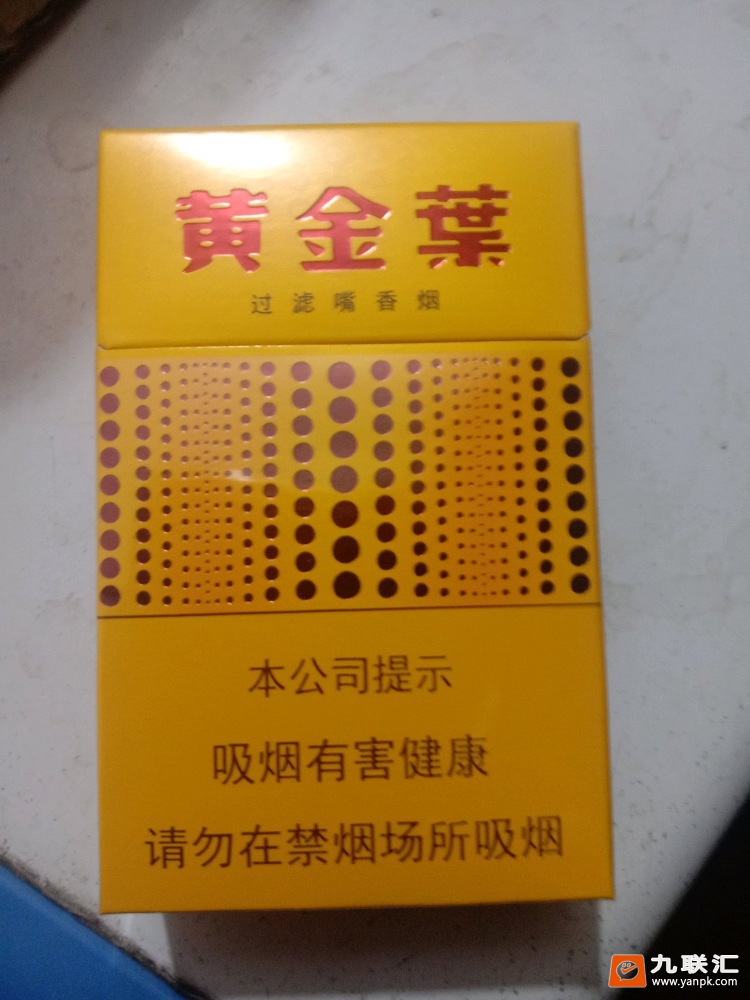 黄金葉
过滤嘴香烟
本公司提示
吸烟有害健康
请勿在禁烟场所吸烟
九联汇
www.yanpk.com